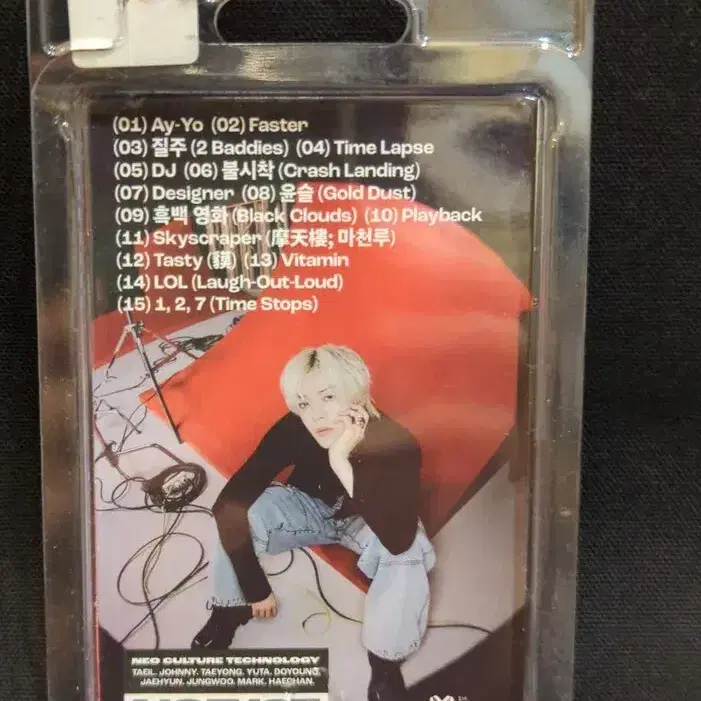 (01) Ay-Yo (02) Faster
(03) 질주 (2 Baddies) (04) Time Lapse
(05) DJ (06) 불시착 (Crash Landing)
(07) Designer (08) 윤슬 (Gold Dust)
(09) 흑백 영화 (Black Clouds) (10) Playback
(11) Skyscraper (摩天樓; 마천루)
(12) Tasty (貘) (13) Vitamin
(14) LOL (Laugh-Out-Loud)
(15) 1, 2, 7 (Time Stops)
NEO CULTURE TECHNOLOGY
TAEIL. JOHNNY. TAEYONG. YUTA. DOYOUNG.
JAEHYUN. JUNGWOO. MARK. HAECHAN.